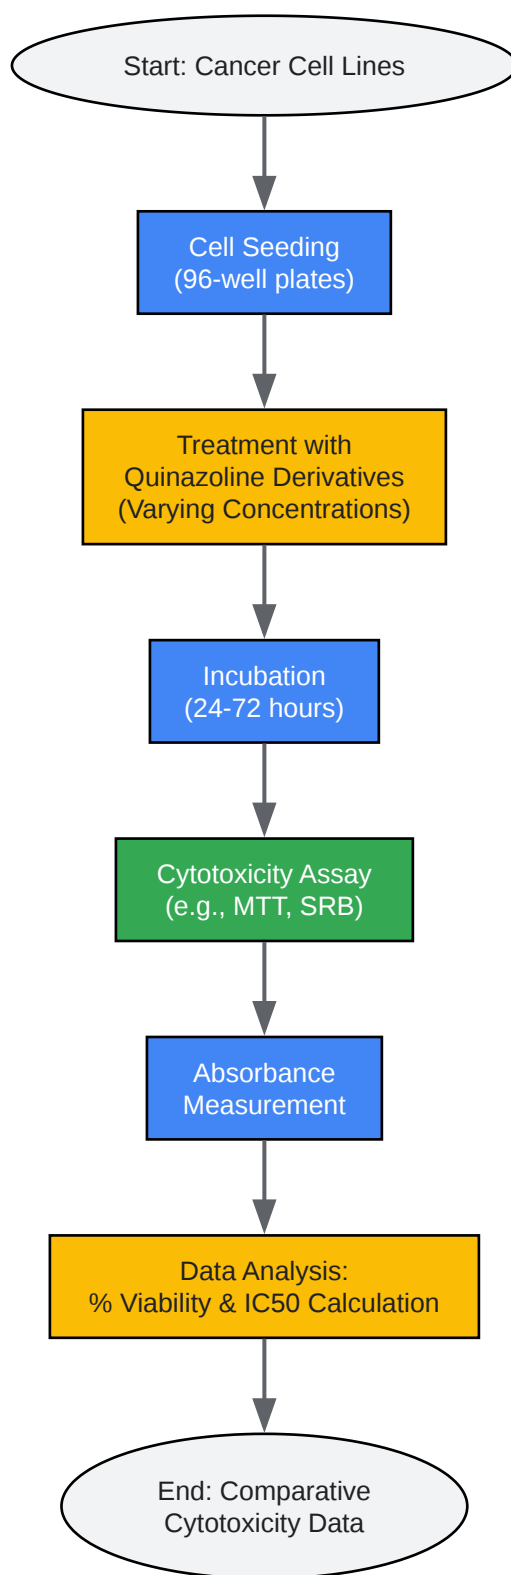 Start: Cancer Cell Lines
Cell Seeding
(96-well plates)
Treatment with
Quinazoline Derivatives
(Varying Concentrations)
Incubation
(24-72 hours)
Cytotoxicity Assay
(e.g., MTT, SRB)
Absorbance
Measurement
Data Analysis:
% Viability & IC50 Calculation
End: Comparative
Cytotoxicity Data